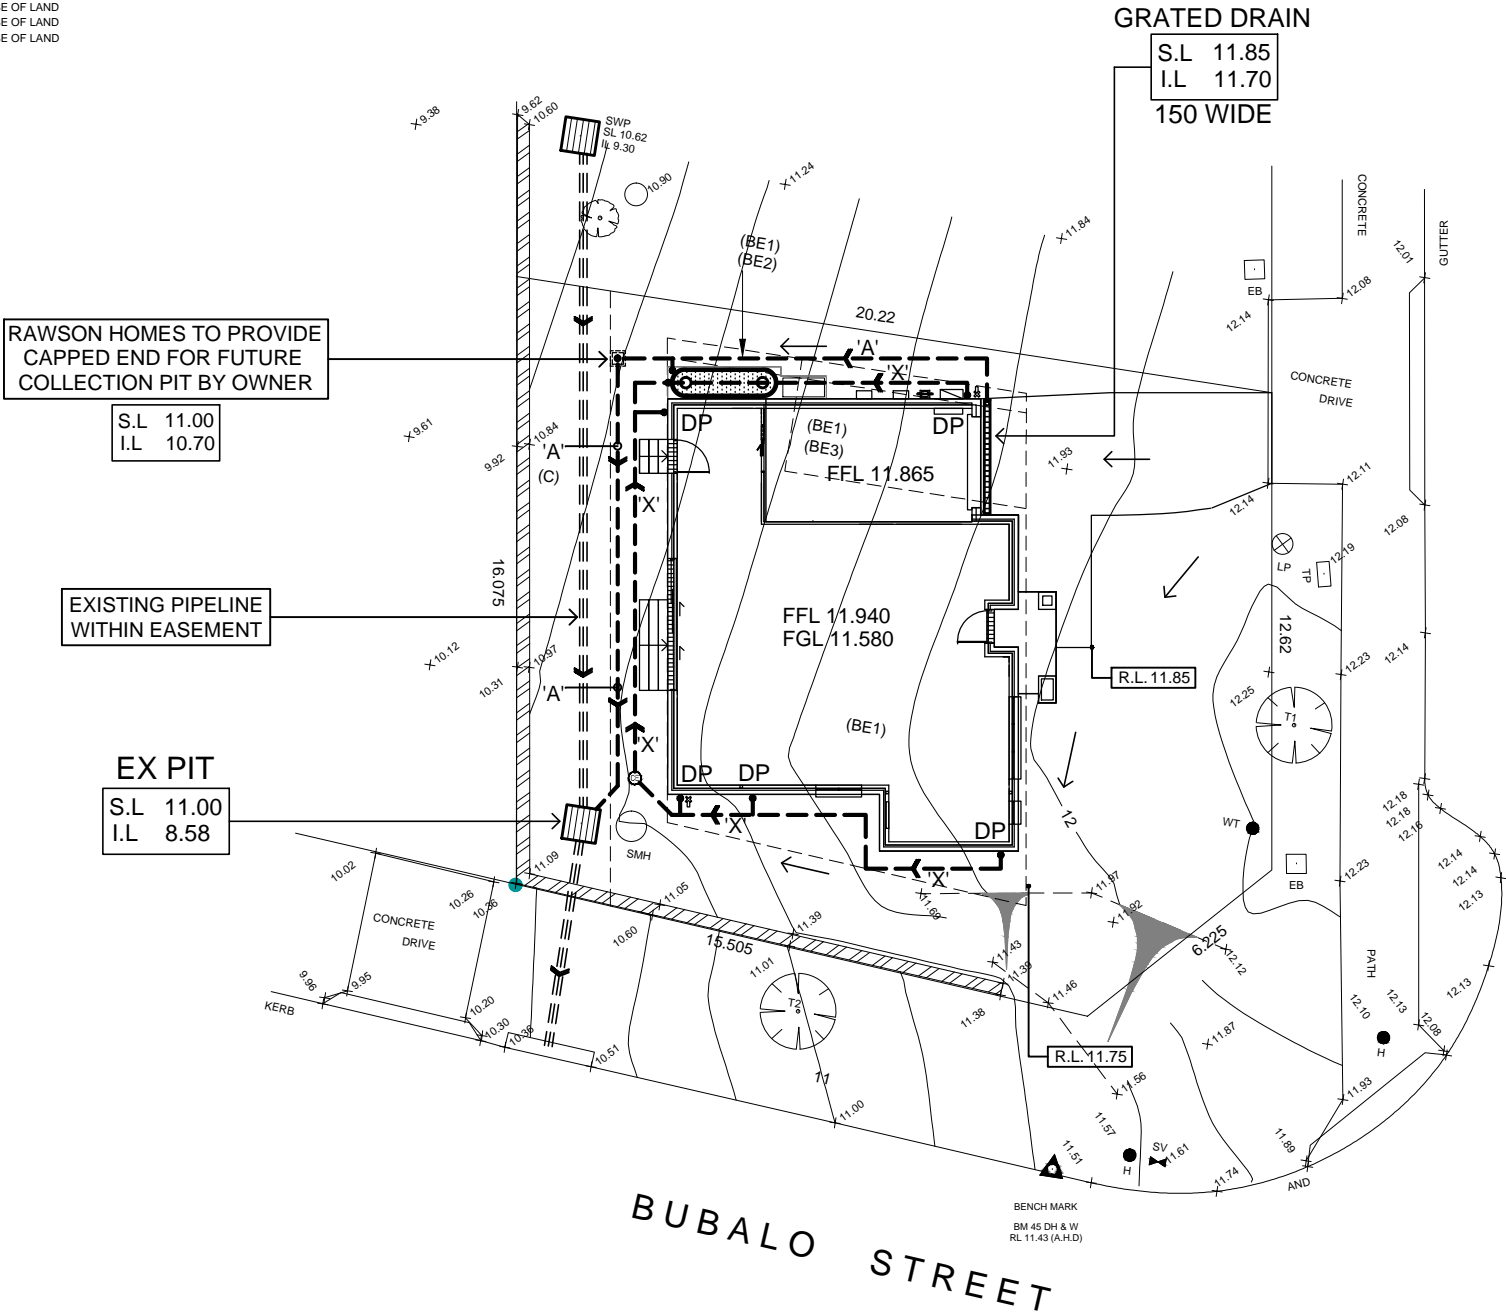 E OF LAND
E OF LAND
E OF LAND
GRATED DRAIN
S.L 11.85
I.L 11.70
150 WIDE
9.38
9.62
10.60
SWP
SL 10.62
IL 9.30
10.90
11.24
11.84
CONCRETE
GUTTER
12.01
(BE1)
(BE2)
EB
12.08
12.14
20.22
RAWSON HOMES TO PROVIDE
CAPPED END FOR FUTURE
COLLECTION PIT BY OWNER
S.L 11.00
I.L 10.70
'A'
'X'
CONCRETE
DRIVE
DP
DP
(BE1)
(BE3)
FFL 11.865
9.61
10.84
9.92
'A'
(C)
11.93
12.11
12.14
'X'
12.08
LP
TP
12.19
16.075
EXISTING PIPELINE
WITHIN EASEMENT
FFL 11.940
FGL 11.580
12.62
10.12
10.97
10.31
12.23
12.14
R.L. 11.85
'A'
12.25
T1
(BE1)
'X'
EX PIT
S.L 11.00
I.L 8.58
DP
DP
'X'
DP
12
WT
12.18
12.18
12.16
SMH
12.14
12.14
12.13
EB
12.23
10.02
11.09
'X'
11.05
11.69
11.97
11.92
10.26
10.36
CONCRETE
DRIVE
10.60
15.505
11.39
11.01
11.43
11.39
6.225
12.12
PATH
9.96
9.95
KERB
10.20
10.30
10.36
T2
11.38
11.46
12.13
12.10
12.13
12.08
11.87
H
10.51
R.L. 11.75
11
11.00
11.56
11.93
11.57
11.51
SV
11.61
H
11.89
11.74
AND
BENCH MARK
BM 45 DH & W
RL 11.43 (A.H.D)
BUBALO STREET